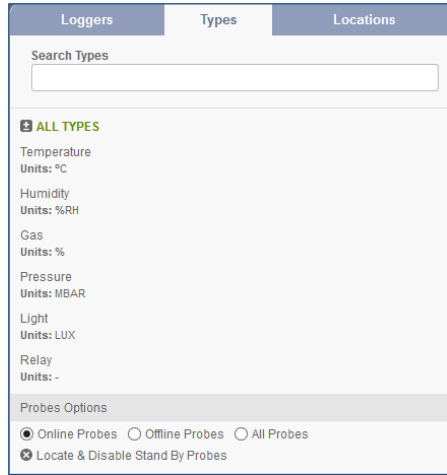 Loggers Types Locations
Search Types
ALL TYPES
Temperature
Units: ºC
Humidity
Units: %RH
Gas
Units: %
Pressure
Units: MBAR
Light
Units: LUX
Relay
Units: -
Probes Options
Online Probes Offline Probes All Probes
Locate & Disable Stand By Probes